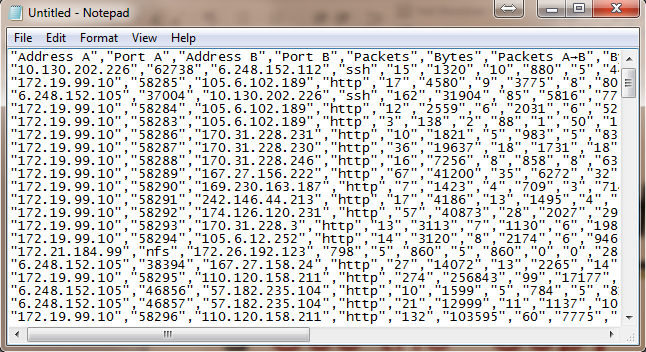 Untitled - Notepad
File Edit Format View Help
"Address A","Port A","Address B","Port B","Packets","Bytes","Packets A→B","By
"10.130.202.226","62738","6.248.152.112","ssh","15","1320","10","880","5","44
"172.19.99.10","58285","105.6.102.189","http","17","4580","9","3775","8","80
"6.248.152.105","37004","10.130.202.226","ssh","162","31904","85","5816","77
"172.19.99.10","58284","105.6.102.189","http","12","2559","6","2031","6","52
"172.19.99.10","58283","105.6.102.189","http","3","138","2","88","1","50","1
"172.19.99.10","58286","170.31.228.231","http","10","1821","5","983","5","83
"172.19.99.10","58287","170.31.228.230","http","36","19637","18","1731","18"
"172.19.99.10","58288","170.31.228.246","http","16","7256","8","858","8","63
"172.19.99.10","58289","167.27.156.222","http","67","41200","35","6272","32"
"172.19.99.10","58290","169.230.163.187","http","7","1423","4","709","3","714
"172.19.99.10","58291","242.146.44.213","http","17","4186","13","1495","4","
"172.19.99.10","58292","174.126.120.231","http","57","40873","28","2027","29
"172.19.99.10","58293","170.31.228.3","http","13","3113","7","1130","6","198
"172.19.99.10","58294","105.6.12.252","http","14","3120","8","2174","6","946
"172.21.184.99","nfs","172.26.192.123","798","5","860","5","860","0","0","28
"6.248.152.105","38394","167.27.158.24","http","27","14072","13","2265","14"
"172.19.99.10","58295","110.120.158.211","http","274","256843","99","17177",
"6.248.152.105","46856","57.182.235.104","http","10","1599","5","784","5","8
"6.248.152.105","46857","57.182.235.104","http","21","12999","11","1137","10
"172.19.99.10","58296","110.120.158.211","http","132","103595","60","7775","